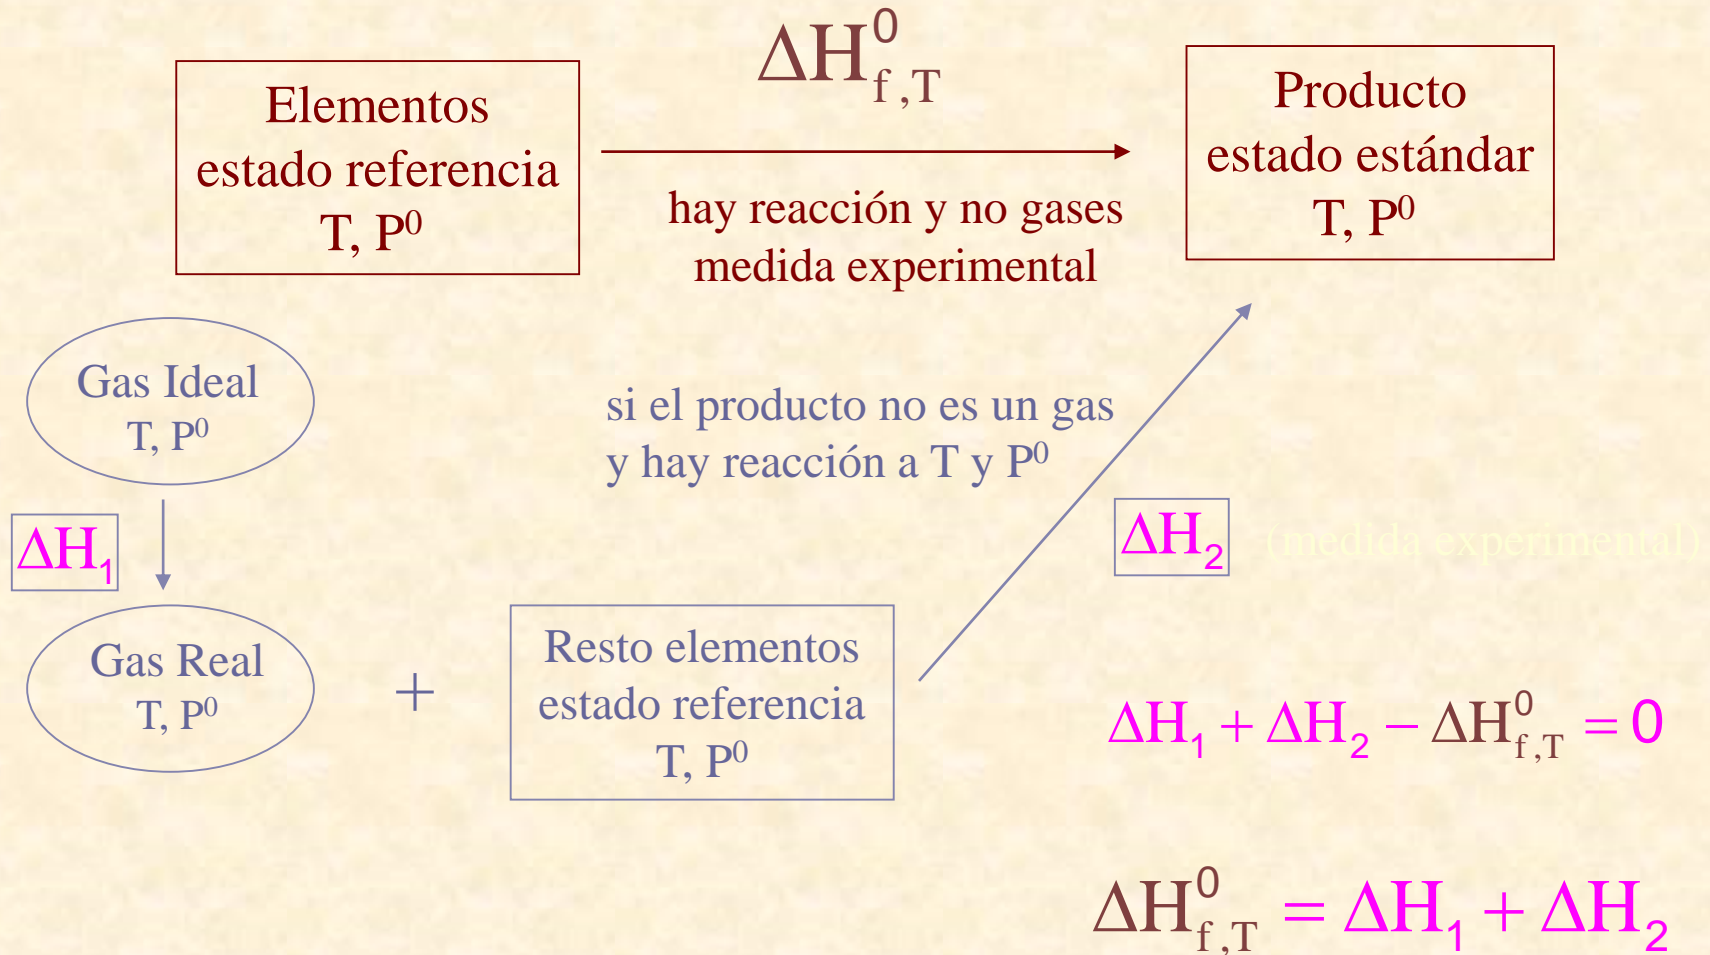 ΔH⁰f,T
Elementos
estado referencia
T, P⁰
Producto
estado estándar
T, P⁰
hay reacción y no gases
medida experimental
Gas Ideal
T, P⁰
si el producto no es un gas
y hay reacción a T y P⁰
ΔH₁
ΔH₂ (medida experimental)
Gas Real
T, P⁰
+
Resto elementos
estado referencia
T, P⁰
ΔH₁ + ΔH₂ − ΔH⁰f,T = 0
ΔH⁰f,T = ΔH₁ + ΔH₂